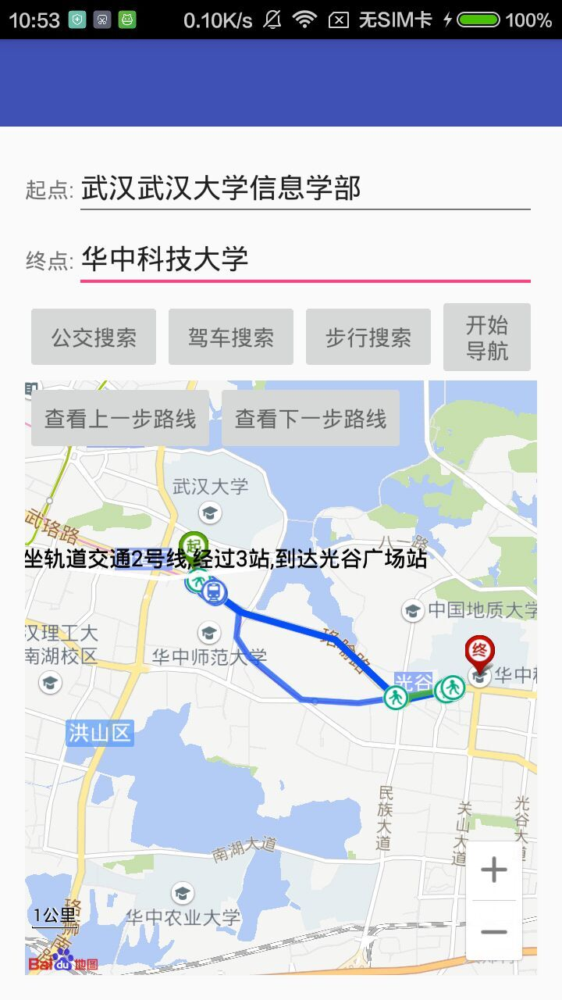 10:53 0.10K/s 无SIM卡 100%
起点: 武汉武汉大学信息学部
终点: 华中科技大学
公交搜索 驾车搜索 步行搜索 开始
导航
查看上一步路线 查看下一步路线
武汉大学
武珞路
八一路
起
坐轨道交通2号线,经过3站,到达光谷广场站
中国地质大学
汉理工大
南湖校区
珞喻路
华中师范大学
终
华中科
光谷
洪山区
民族大道
关山大道
光谷大
南湖大道
华中农业大学
1公里
珞狮南
Baidu地图
+
−